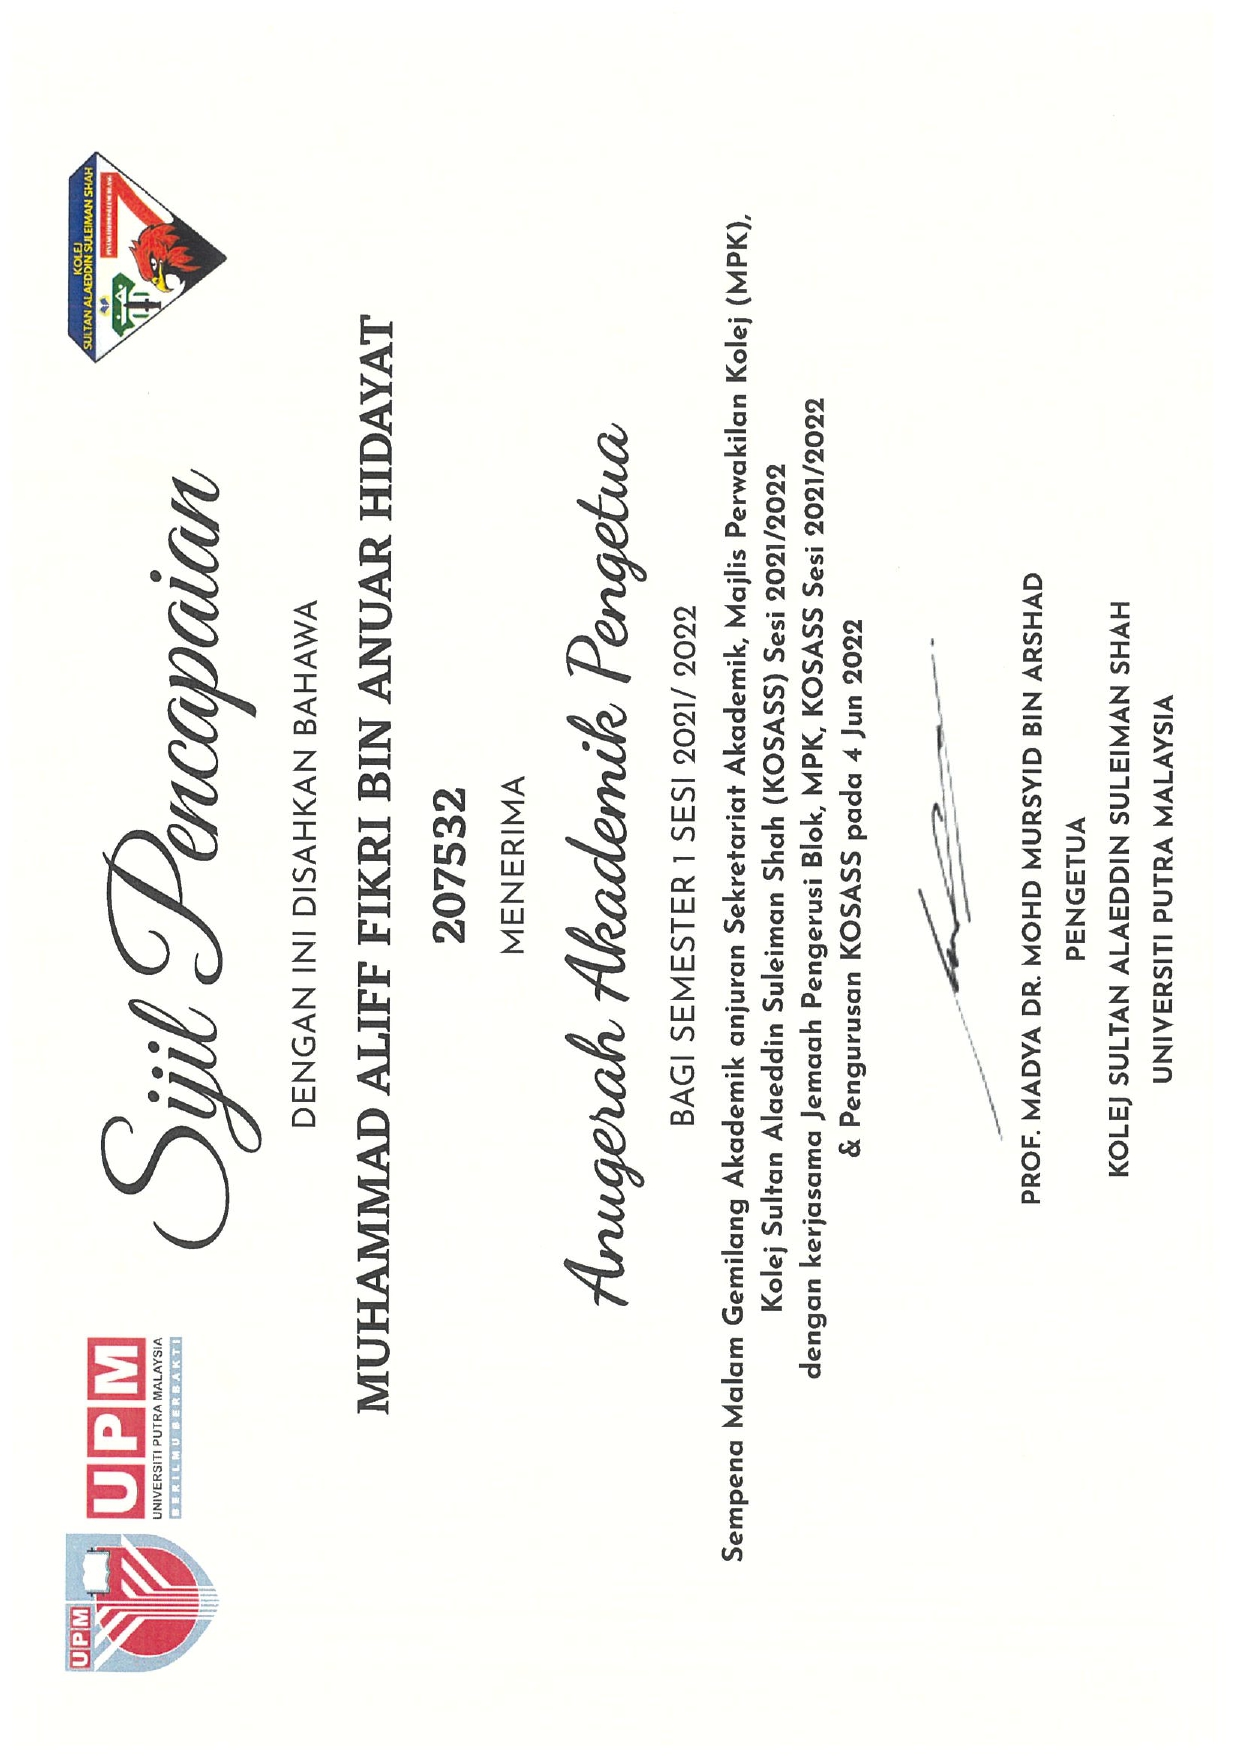 UPM
UPM
UNIVERSITI PUTRA MALAYSIA
BERILMU BERBAKTI
KOLEJ
SULTAN ALAEDDIN SULEIMAN SHAH
7
Sijil Pencapaian
DENGAN INI DISAHKAN BAHAWA
MUHAMMAD ALIFF FIKRI BIN ANUAR HIDAYAT
207532
MENERIMA
Anugerah Akademik Pengetua
BAGI SEMESTER 1 SESI 2021/ 2022
Sempena Malam Gemilang Akademik anjuran Sekretariat Akademik, Majlis Perwakilan Kolej (MPK),
Kolej Sultan Alaeddin Suleiman Shah (KOSASS) Sesi 2021/2022
dengan kerjasama Jemaah Pengerusi Blok, MPK, KOSASS Sesi 2021/2022
& Pengurusan KOSASS pada 4 Jun 2022
PROF. MADYA DR. MOHD MURSYID BIN ARSHAD
PENGETUA
KOLEJ SULTAN ALAEDDIN SULEIMAN SHAH
UNIVERSITI PUTRA MALAYSIA